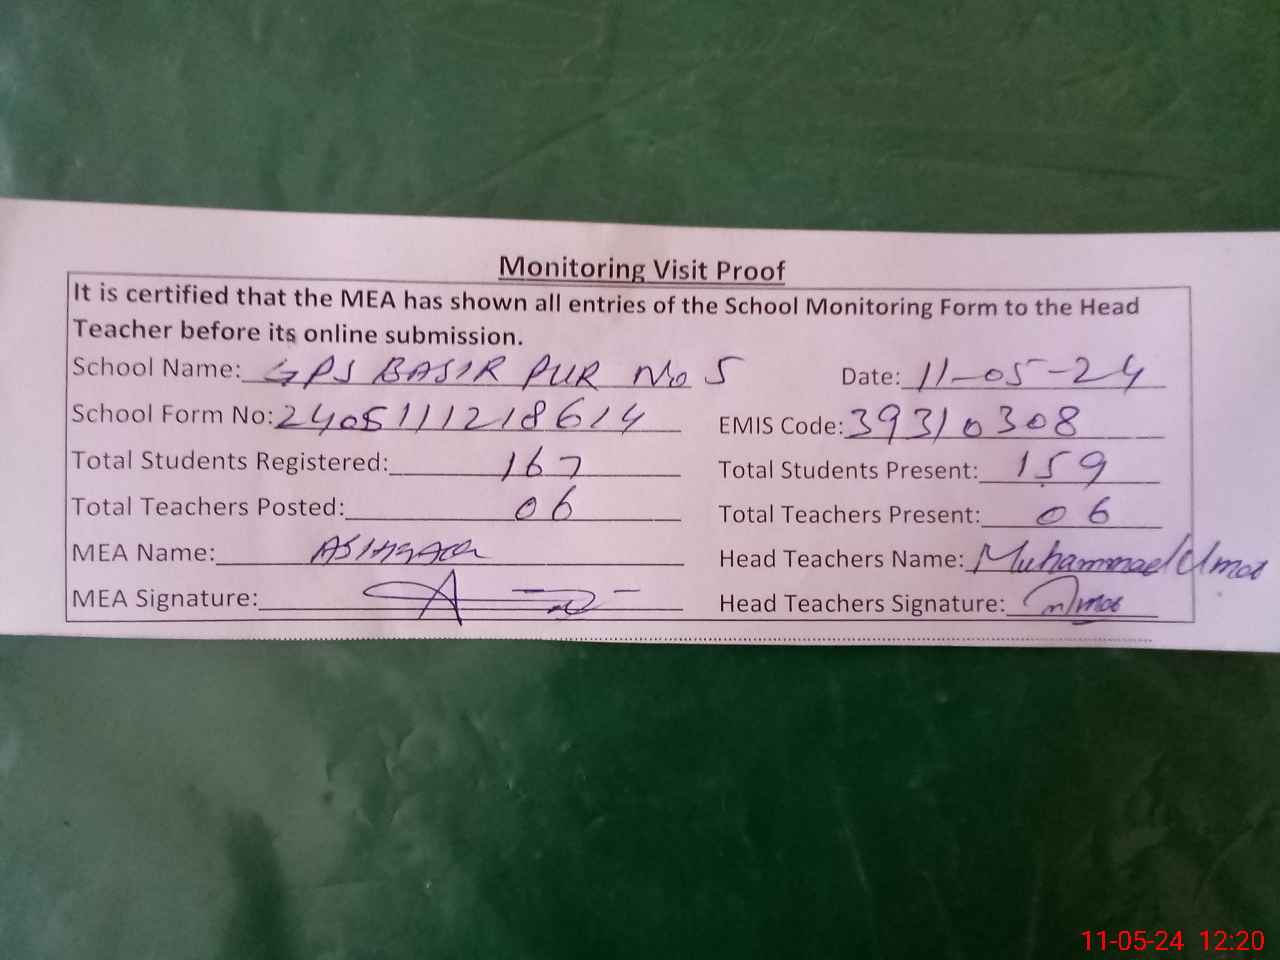 Monitoring Visit Proof
It is certified that the MEA has shown all entries of the School Monitoring Form to the Head
Teacher before its online submission.
School Name: GPS BASIR PUR No 5 Date: 11-05-24
School Form No: 2405111218614 EMIS Code: 39310308
Total Students Registered: 167 Total Students Present: 159
Total Teachers Posted: 06 Total Teachers Present: 06
MEA Name: Head Teachers Name: Muhammad Umar
MEA Signature: Head Teachers Signature:
11-05-24 12:20